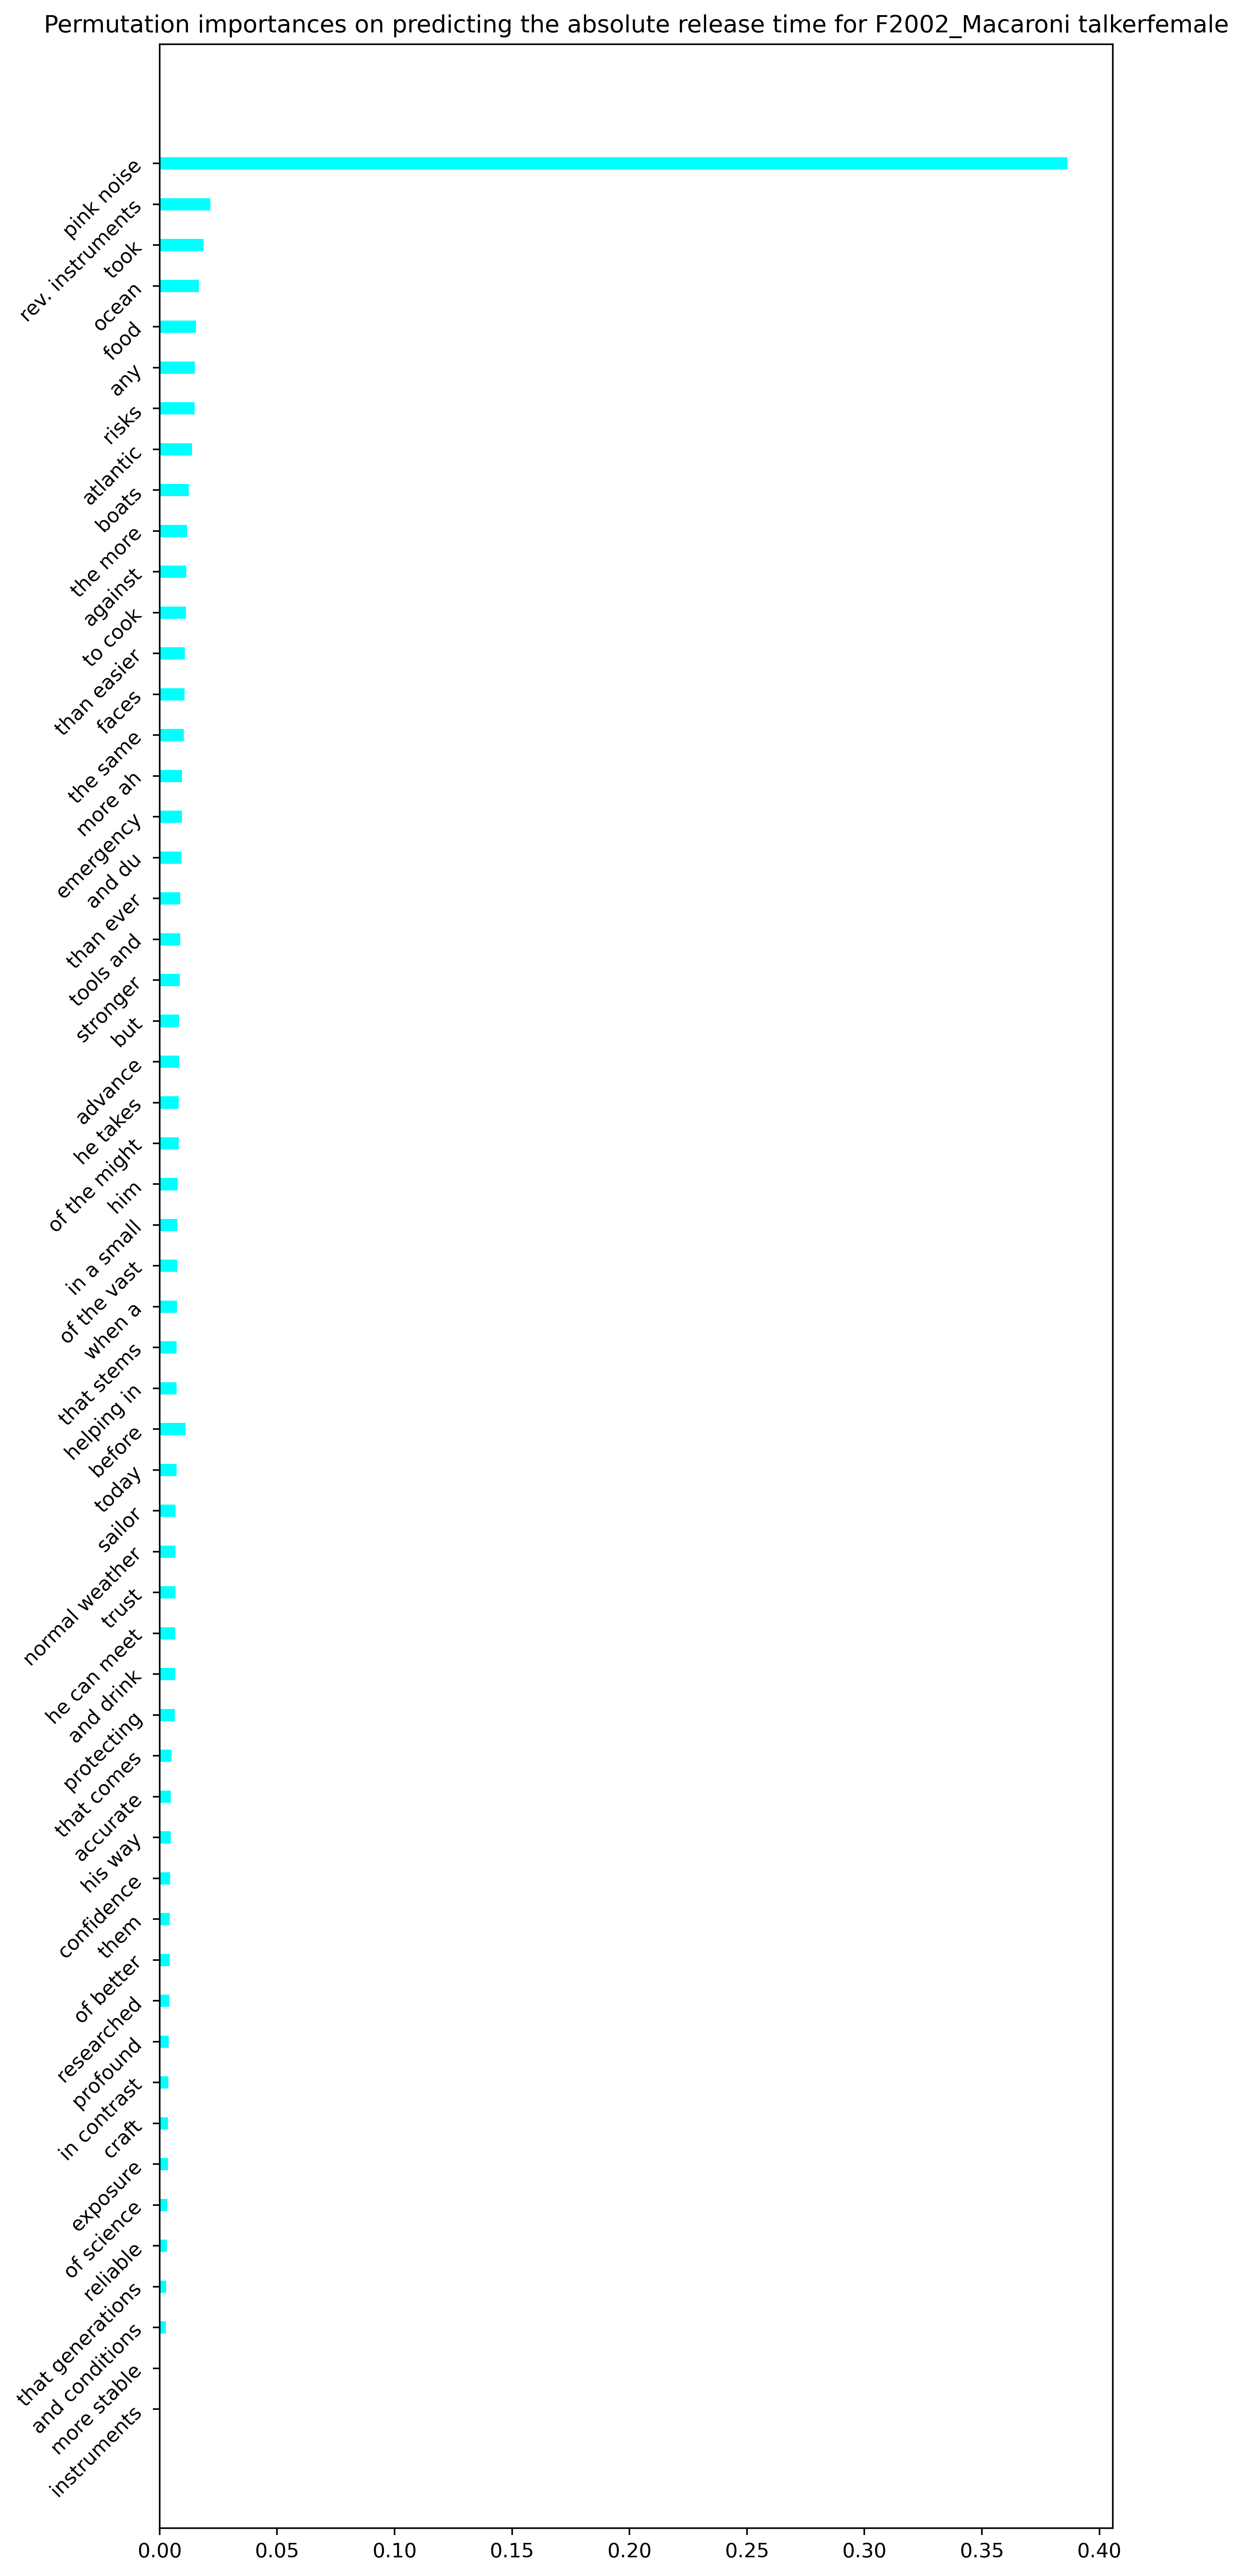 Permutation importances on predicting the absolute release time for F2002_Macaroni talkerfemale
pink noise
rev. instruments
took
ocean
food
any
risks
atlantic
boats
the more
against
to cook
than easier
faces
the same
more ah
emergency
and du
than ever
tools and
stronger
but
advance
he takes
of the might
him
in a small
of the vast
when a
that stems
helping in
before
today
sailor
normal weather
trust
he can meet
and drink
protecting
that comes
accurate
his way
confidence
them
of better
researched
profound
in contrast
craft
exposure
of science
reliable
that generations
and conditions
more stable
instruments
0.00 0.05 0.10 0.15 0.20 0.25 0.30 0.35 0.40